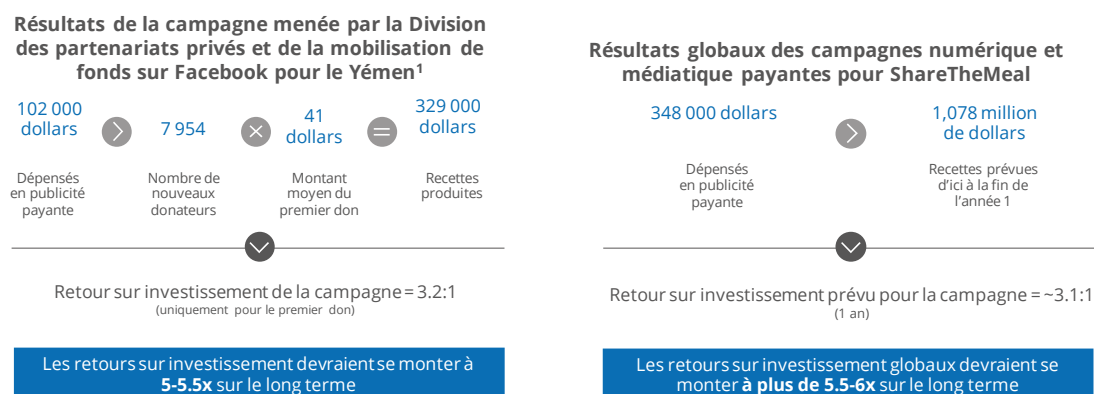 Résultats de la campagne menée par la Division
des partenariats privés et de la mobilisation de
fonds sur Facebook pour le Yémen¹
102 000
dollars
7 954
41
dollars
329 000
dollars
Dépensés
en publicité
payante
Nombre de
nouveaux
donateurs
Montant
moyen du
premier don
Recettes
produites
Retour sur investissement de la campagne = 3.2:1
(uniquement pour le premier don)
Les retours sur investissement devraient se monter à
5-5.5x sur le long terme
Résultats globaux des campagnes numérique et
médiatique payantes pour ShareTheMeal
348 000 dollars
1,078 million
de dollars
Dépensés
en publicité
payante
Recettes prévues
d'ici à la fin de
l'année 1
Retour sur investissement prévu pour la campagne = ~3.1:1
(1 an)
Les retours sur investissement globaux devraient se
monter à plus de 5.5-6x sur le long terme